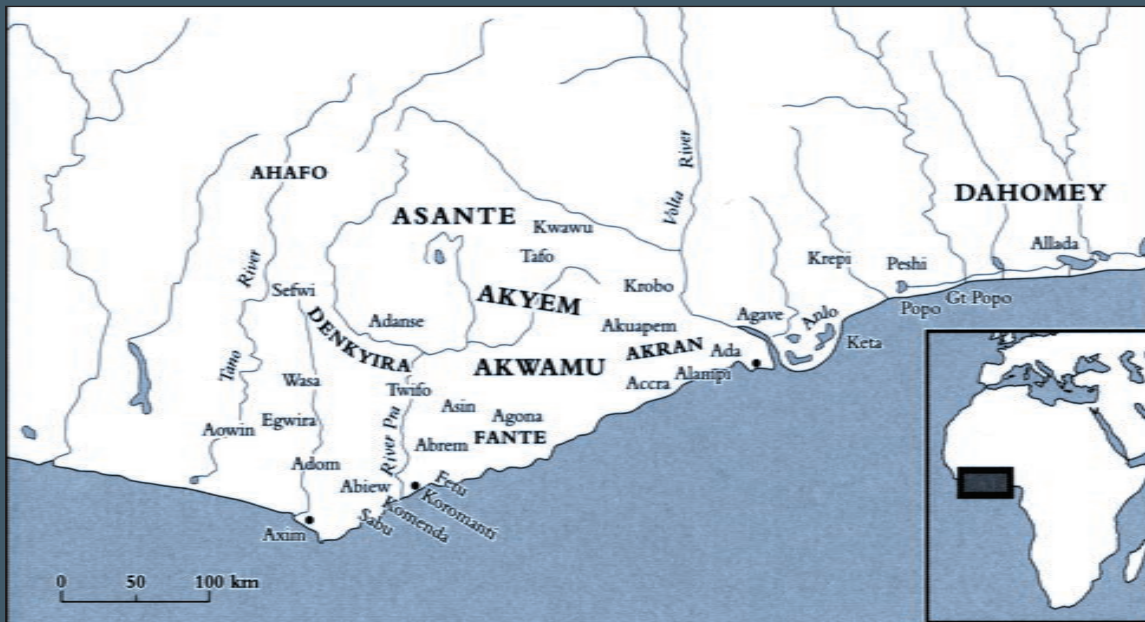 AHAFO
ASANTE
Kwawu
Tafo
Volta River
DAHOMEY
Allada
Krepi
Peshi
Popo
Gt Popo
Tano River
Sefwi
AKYEM
Krobo
Adanse
DENKYIRA
Akuapem
Agave
Anlo
Keta
AKWAMU
AKRAN
Ada
Accra
Alampi
Wasa
Twifo
Asin
Agona
Egwira
Aowin
River Pra
Abrem
FANTE
Adom
Abiew
Fetu
Koromanti
Komenda
Sabu
Axim
0 50 100 km